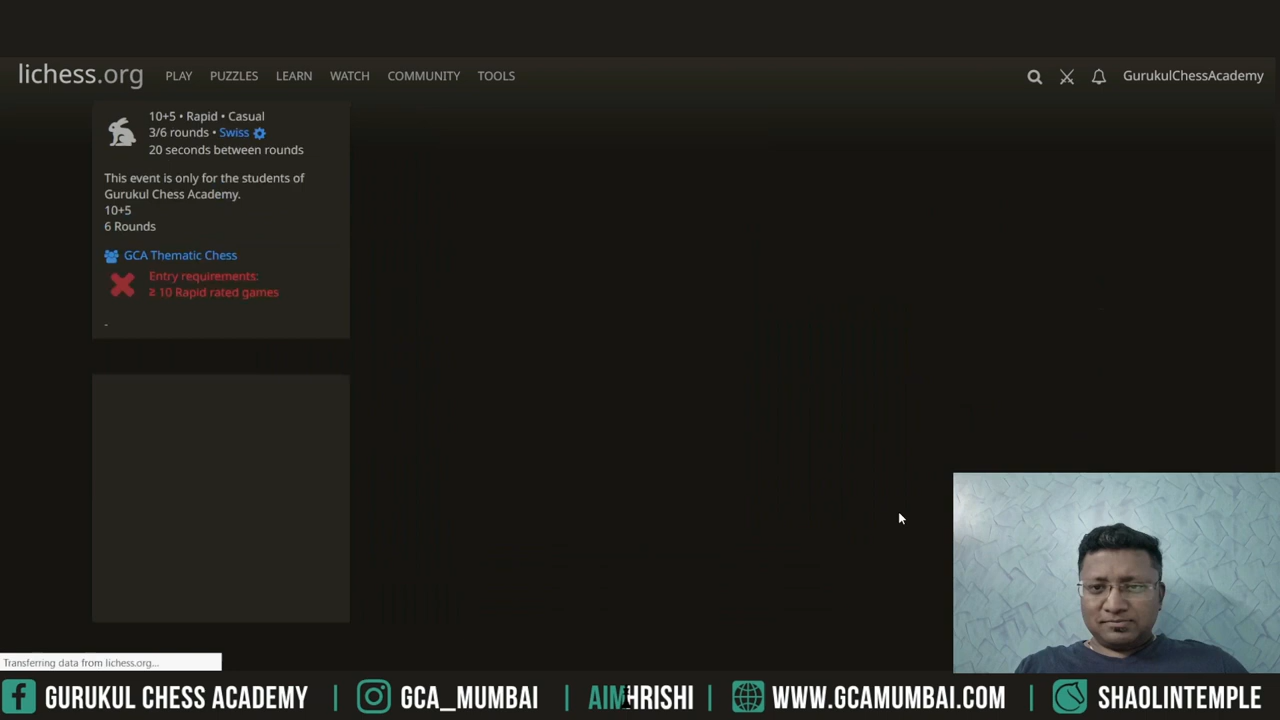 lichess.org PLAY PUZZLES LEARN WATCH COMMUNITY TOOLS GurukulChessAcademy
10+5 • Rapid • Casual
3/6 rounds • Swiss
20 seconds between rounds
This event is only for the students of
Gurukul Chess Academy.
10+5
6 Rounds
GCA Thematic Chess
Entry requirements:
≥ 10 Rapid rated games
-
Transferring data from lichess.org...
GURUKUL CHESS ACADEMY | GCA_MUMBAI | AIMHRISHI | WWW.GCAMUMBAI.COM | SHAOLINTEMPLE